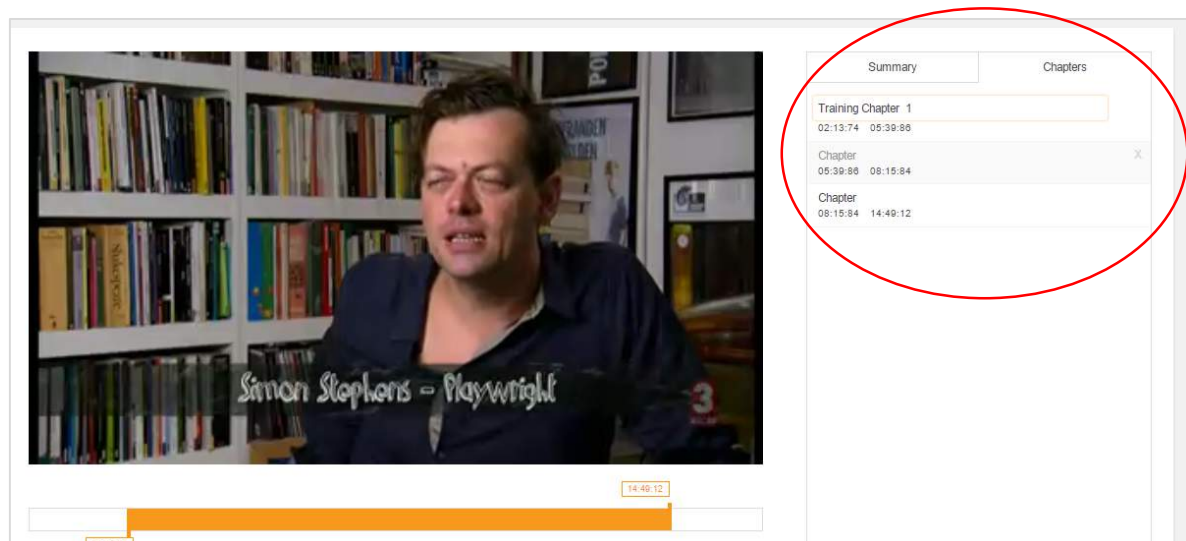 Summary
Chapters
Training Chapter 1
02:13:74 05:39:86
Chapter
X
05:39:86 08:15:84
Chapter
08:15:84 14:49:12
Simon Stephens - Playwright
3
14:49:12